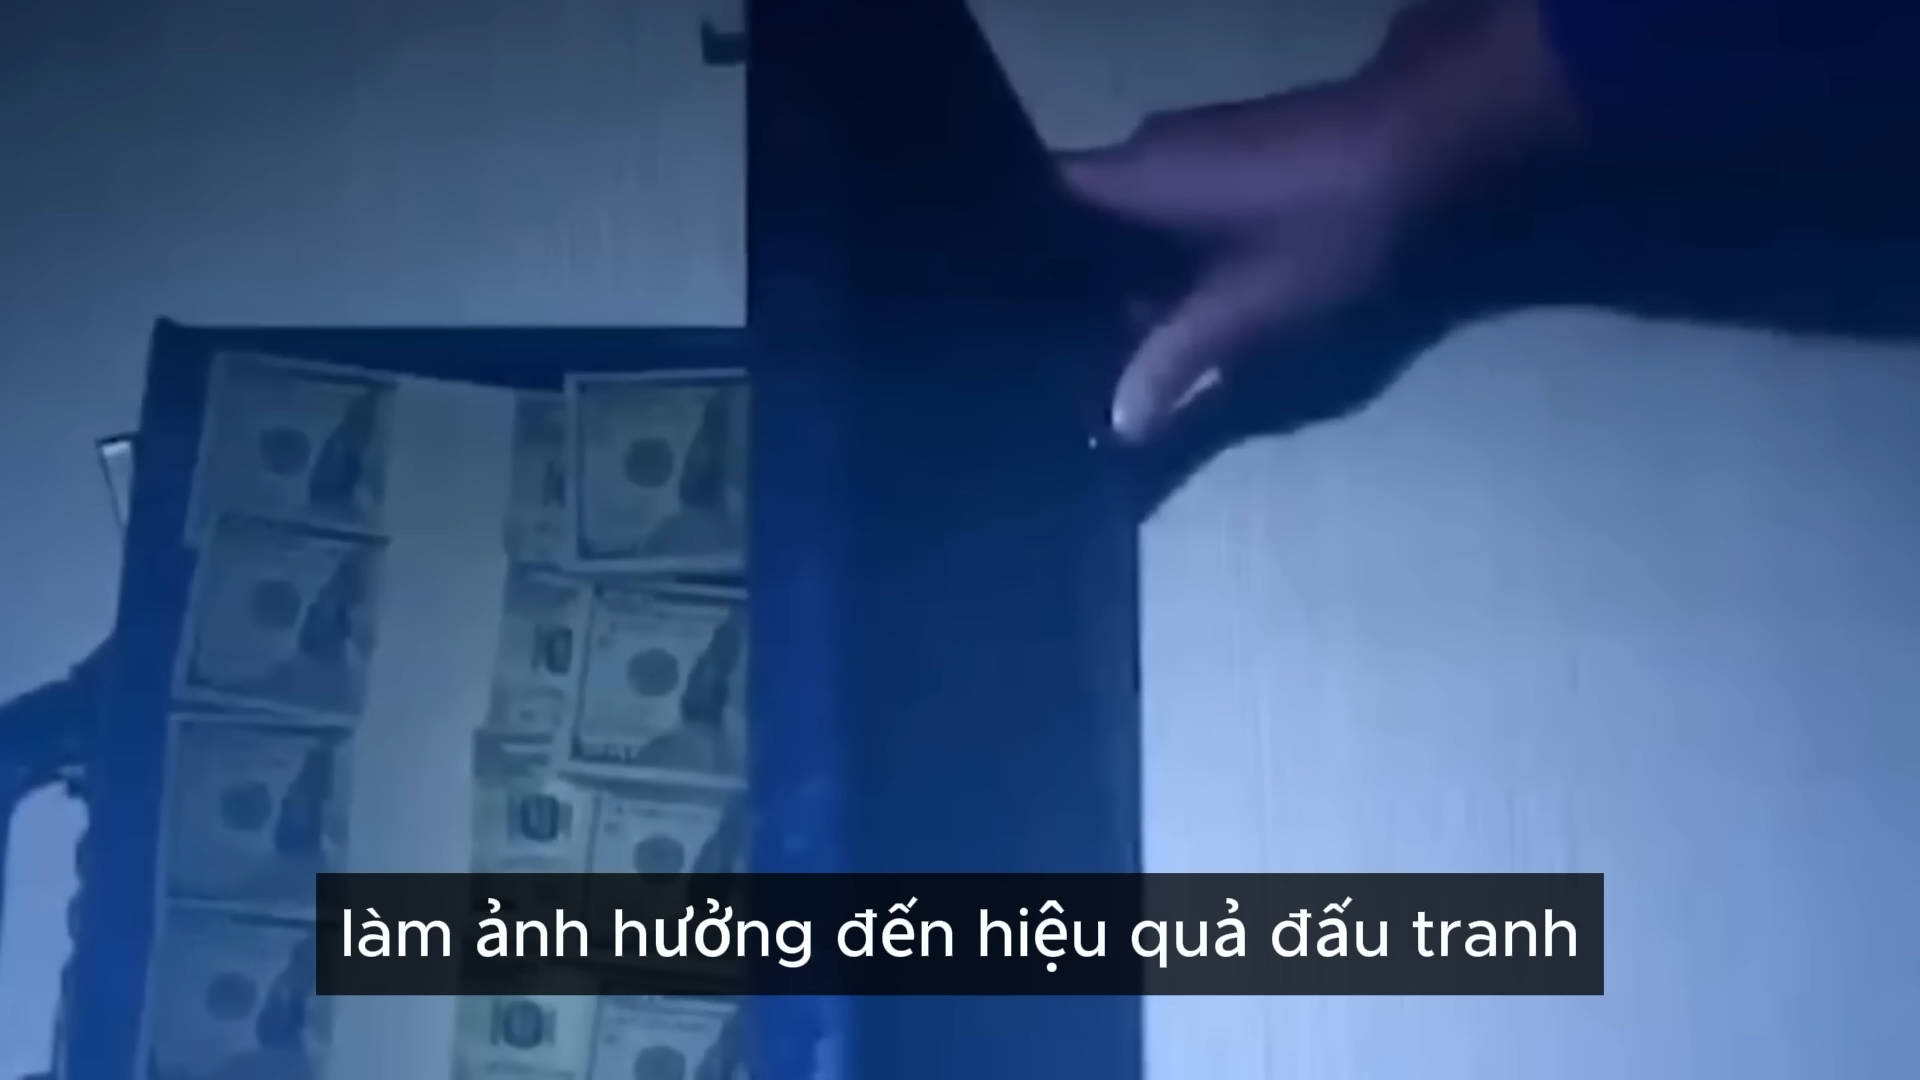 làm ảnh hưởng đến hiệu quả đấu tranh